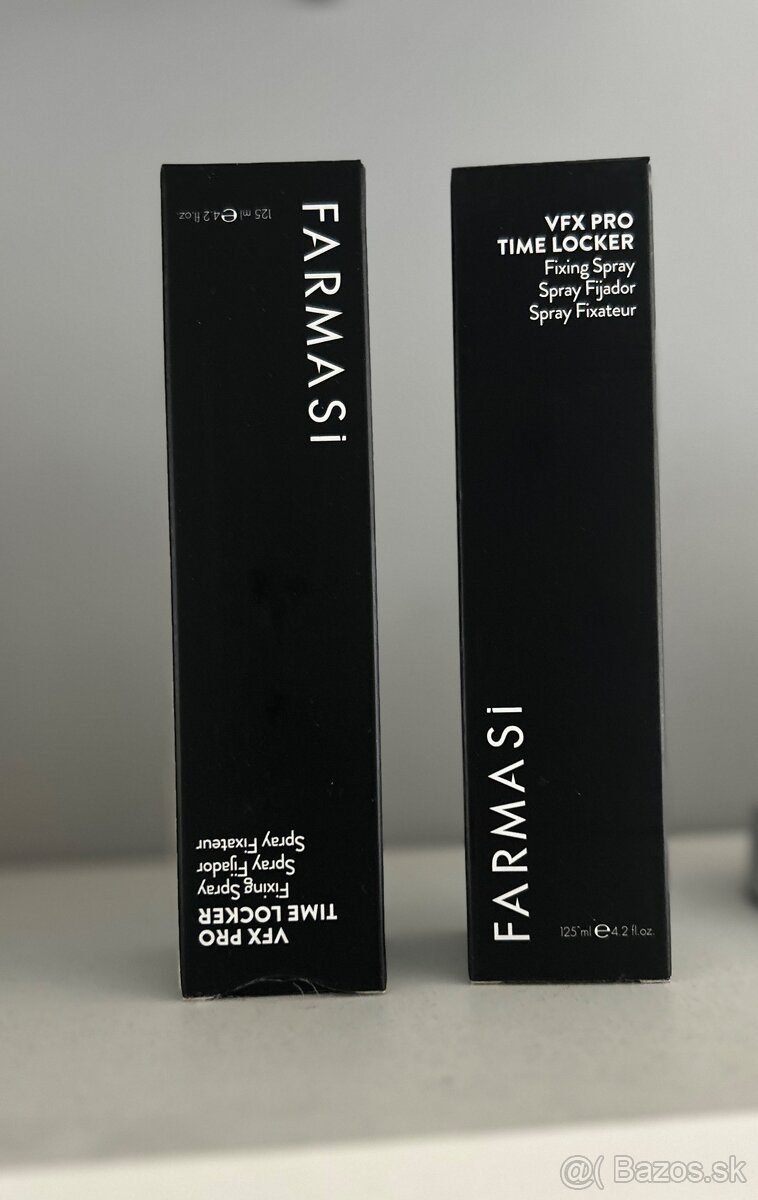 FARMASi
125 ml e 4.2 fl.oz.
VFX PRO
TIME LOCKER
Fixing Spray
Spray Fijador
Spray Fixateur
VFX PRO
TIME LOCKER
Fixing Spray
Spray Fijador
Spray Fixateur
FARMASi
125 ml e 4.2 fl.oz.
@( Bazos.sk